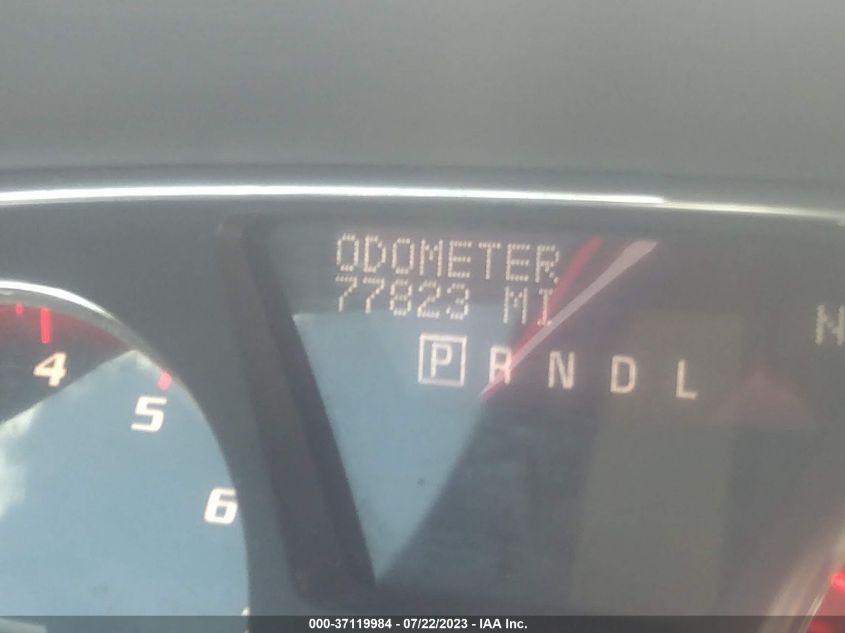 ODOMETER
77823 MI
P R N D L
N
4
5
6
000-37119984 - 07/22/2023 - IAA Inc.